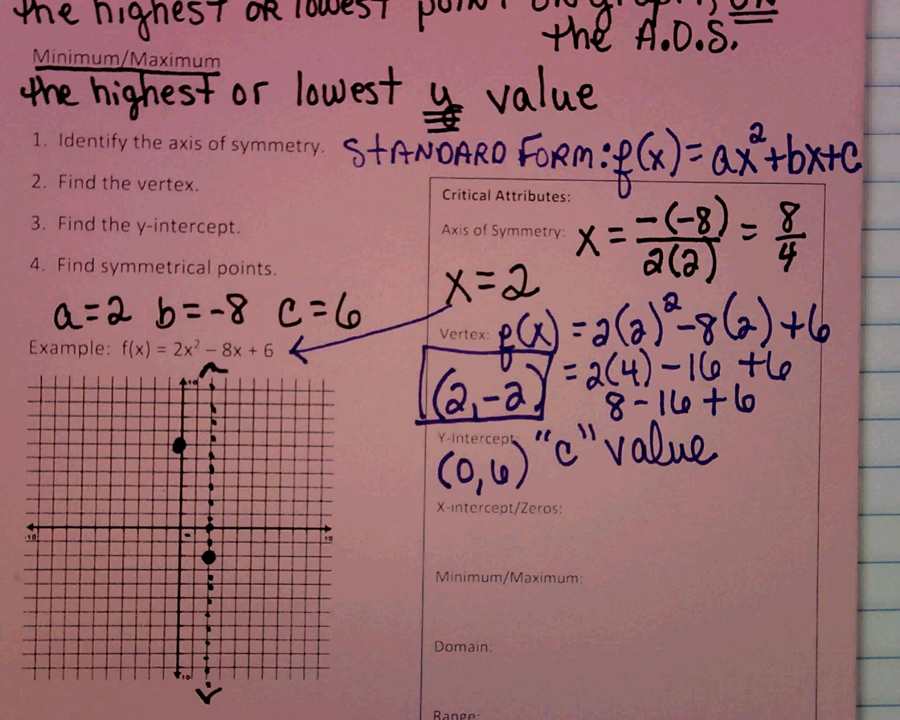 the highest or lowest point on graph, on
the A.O.S.
Minimum/Maximum
the highest or lowest y value
1. Identify the axis of symmetry.
STANDARD FORM: f(x) = ax²+bx+c
2. Find the vertex.
3. Find the y-intercept.
4. Find symmetrical points.
a=2 b=-8 c=6
Example: f(x) = 2x² – 8x + 6
10
-10
10
-10
Critical Attributes:
Axis of Symmetry: x = -(-8)/2(2) = 8/4
x=2
Vertex: f(x) = 2(2)²-8(2)+6
(2,-2) = 2(4)-16+6
8-16+6
Y-Intercept "c" value
(0,6)
X-Intercept/Zeros:
Minimum/Maximum:
Domain:
Range: